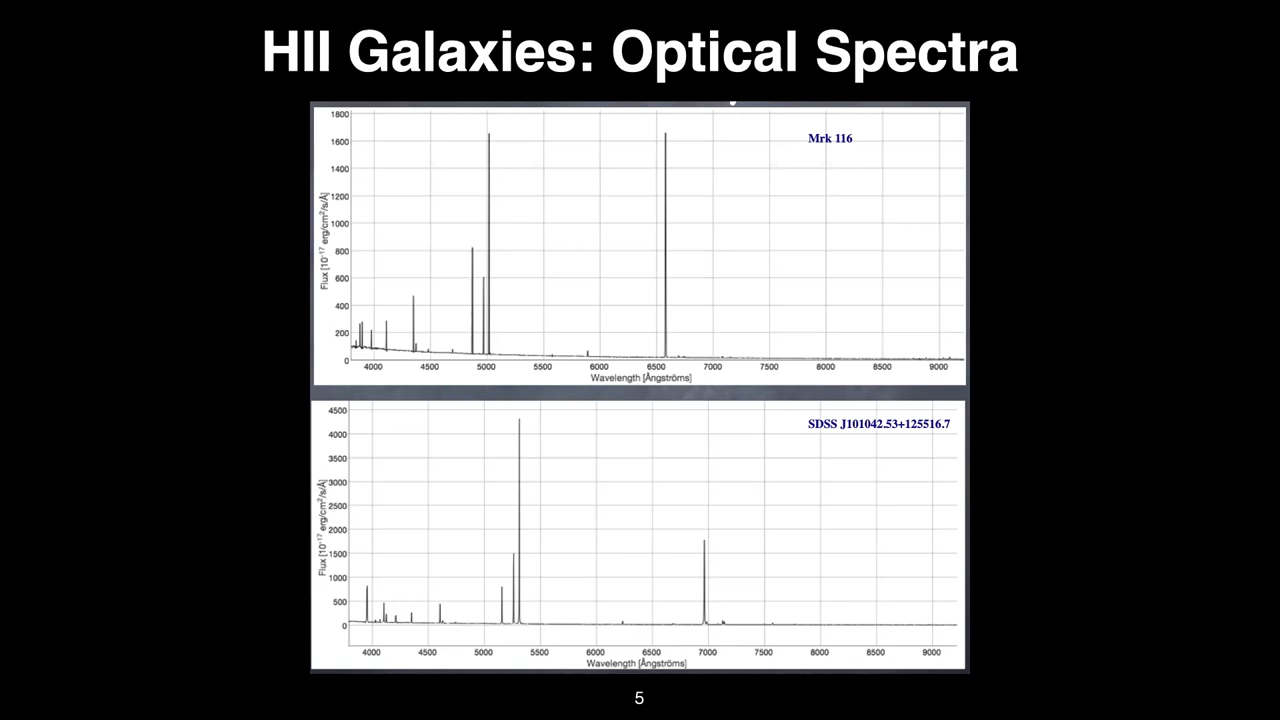 HII Galaxies: Optical Spectra
1800
Mrk 116
1600
1400
1200
1000
800
600
400
200
0
Flux [10⁻¹⁷ erg/cm²/s/Å]
4000 4500 5000 5500 6000 6500 7000 7500 8000 8500 9000
Wavelength [Ångströms]
4500
SDSS J101042.53+125516.7
4000
3500
3000
2500
2000
1500
1000
500
0
Flux [10⁻¹⁷ erg/cm²/s/Å]
4000 4500 5000 5500 6000 6500 7000 7500 8000 8500 9000
Wavelength [Ångströms]
5